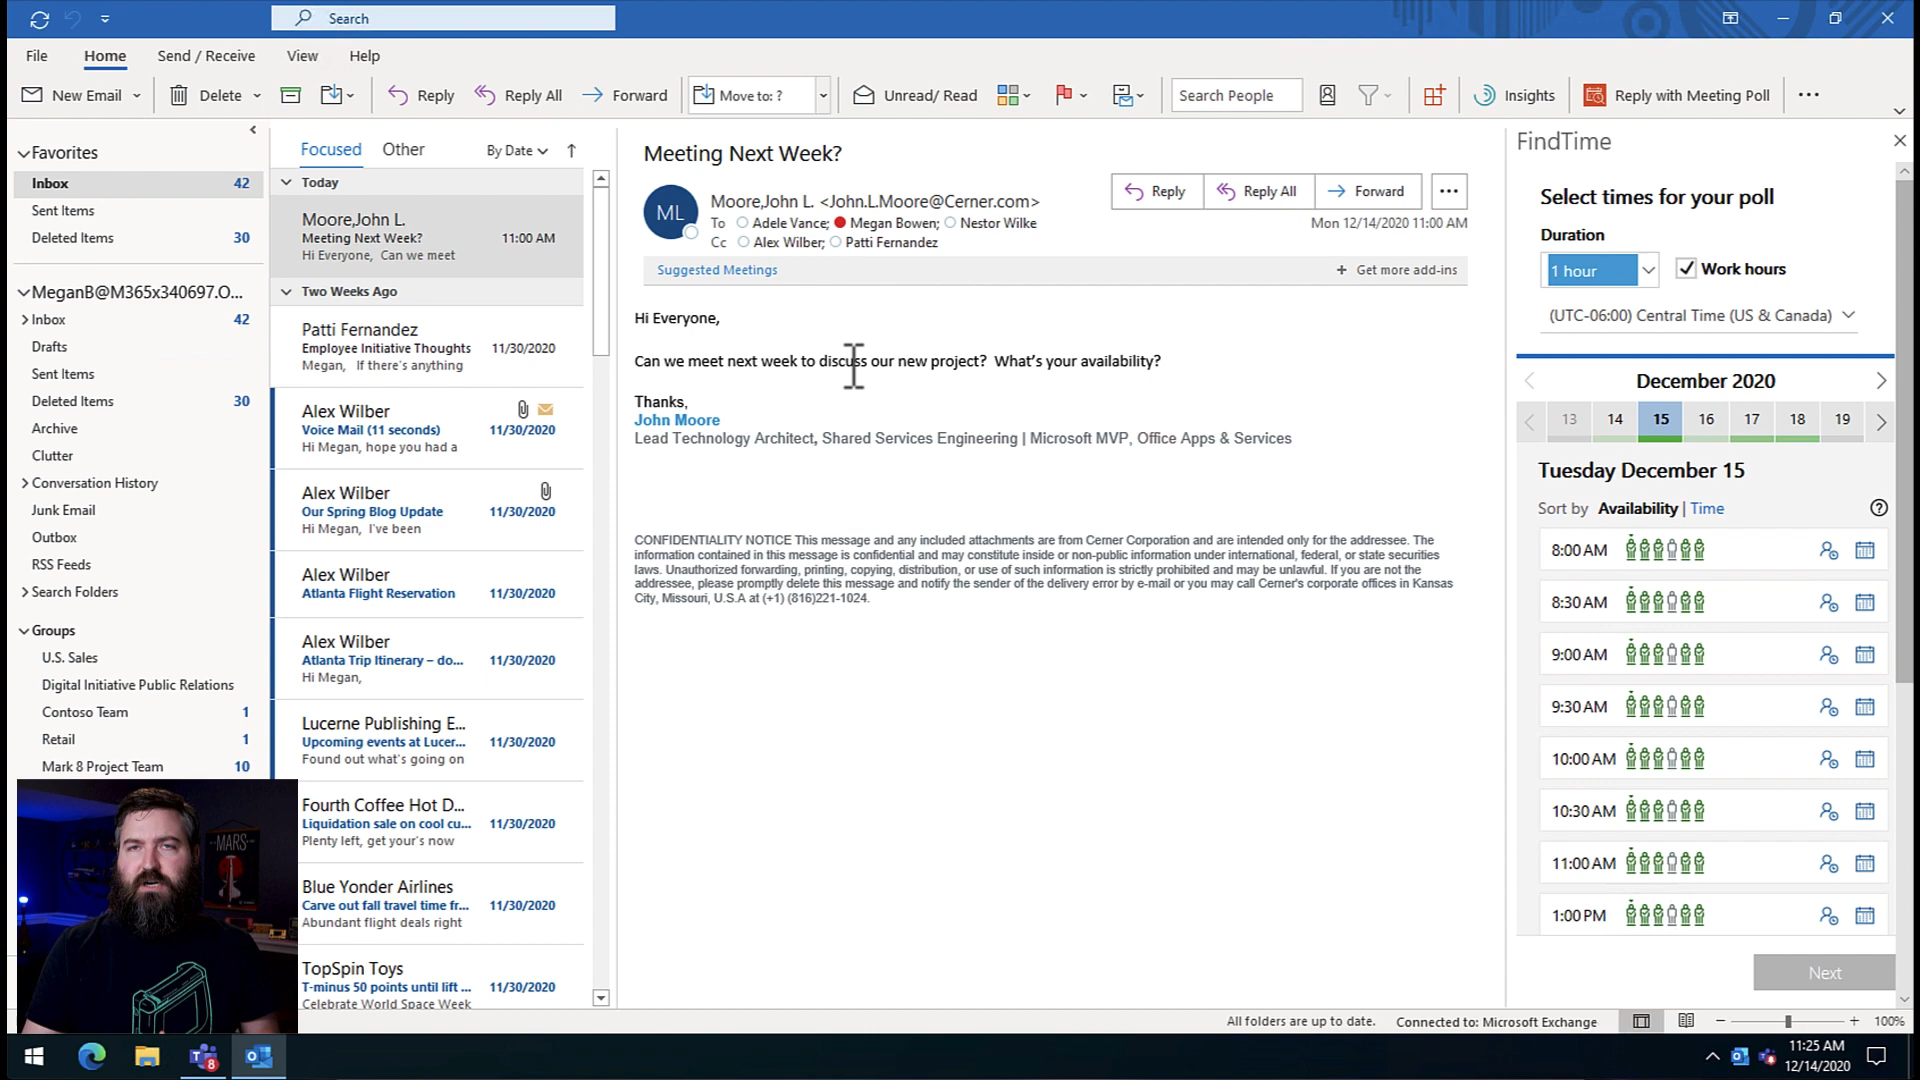 Search
File Home Send / Receive View Help
New Email Delete Reply Reply All Forward Move to: ? Unread/ Read Search People Insights Reply with Meeting Poll
Favorites
Inbox 42
Sent Items
Deleted Items 30
MeganB@M365x340697.O...
Inbox 42
Drafts
Sent Items
Deleted Items 30
Archive
Clutter
Conversation History
Junk Email
Outbox
RSS Feeds
Search Folders
Groups
U.S. Sales
Digital Initiative Public Relations
Contoso Team 1
Retail 1
Mark 8 Project Team 10
Focused Other By Date
Today
Moore,John L.
Meeting Next Week? 11:00 AM
Hi Everyone, Can we meet
Two Weeks Ago
Patti Fernandez
Employee Initiative Thoughts 11/30/2020
Megan, If there's anything
Alex Wilber
Voice Mail (11 seconds) 11/30/2020
Hi Megan, hope you had a
Alex Wilber
Our Spring Blog Update 11/30/2020
Hi Megan, I've been
Alex Wilber
Atlanta Flight Reservation 11/30/2020
Alex Wilber
Atlanta Trip Itinerary – do... 11/30/2020
Hi Megan,
Lucerne Publishing E...
Upcoming events at Lucer... 11/30/2020
Found out what's going on
Fourth Coffee Hot D...
Liquidation sale on cool cu... 11/30/2020
Plenty left, get your's now
Blue Yonder Airlines
Carve out fall travel time fr... 11/30/2020
Abundant flight deals right
TopSpin Toys
T-minus 50 points until lift ... 11/30/2020
Celebrate World Space Week
Meeting Next Week?
ML
Moore,John L. <John.L.Moore@Cerner.com>
To Adele Vance; Megan Bowen; Nestor Wilke
Cc Alex Wilber; Patti Fernandez
Reply Reply All Forward
Mon 12/14/2020 11:00 AM
Suggested Meetings + Get more add-ins
Hi Everyone,
Can we meet next week to discuss our new project? What's your availability?
Thanks,
John Moore
Lead Technology Architect, Shared Services Engineering | Microsoft MVP, Office Apps & Services
CONFIDENTIALITY NOTICE This message and any included attachments are from Cerner Corporation and are intended only for the addressee. The
information contained in this message is confidential and may constitute inside or non-public information under international, federal, or state securities
laws. Unauthorized forwarding, printing, copying, distribution, or use of such information is strictly prohibited and may be unlawful. If you are not the
addressee, please promptly delete this message and notify the sender of the delivery error by e-mail or you may call Cerner's corporate offices in Kansas
City, Missouri, U.S.A at (+1) (816)221-1024.
FindTime
Select times for your poll
Duration
1 hour Work hours
(UTC-06:00) Central Time (US & Canada)
December 2020
13 14 15 16 17 18 19
Tuesday December 15
Sort by Availability | Time
8:00 AM
8:30 AM
9:00 AM
9:30 AM
10:00 AM
10:30 AM
11:00 AM
1:00 PM
Next
MARS
All folders are up to date. Connected to: Microsoft Exchange 100%
8
11:25 AM
12/14/2020